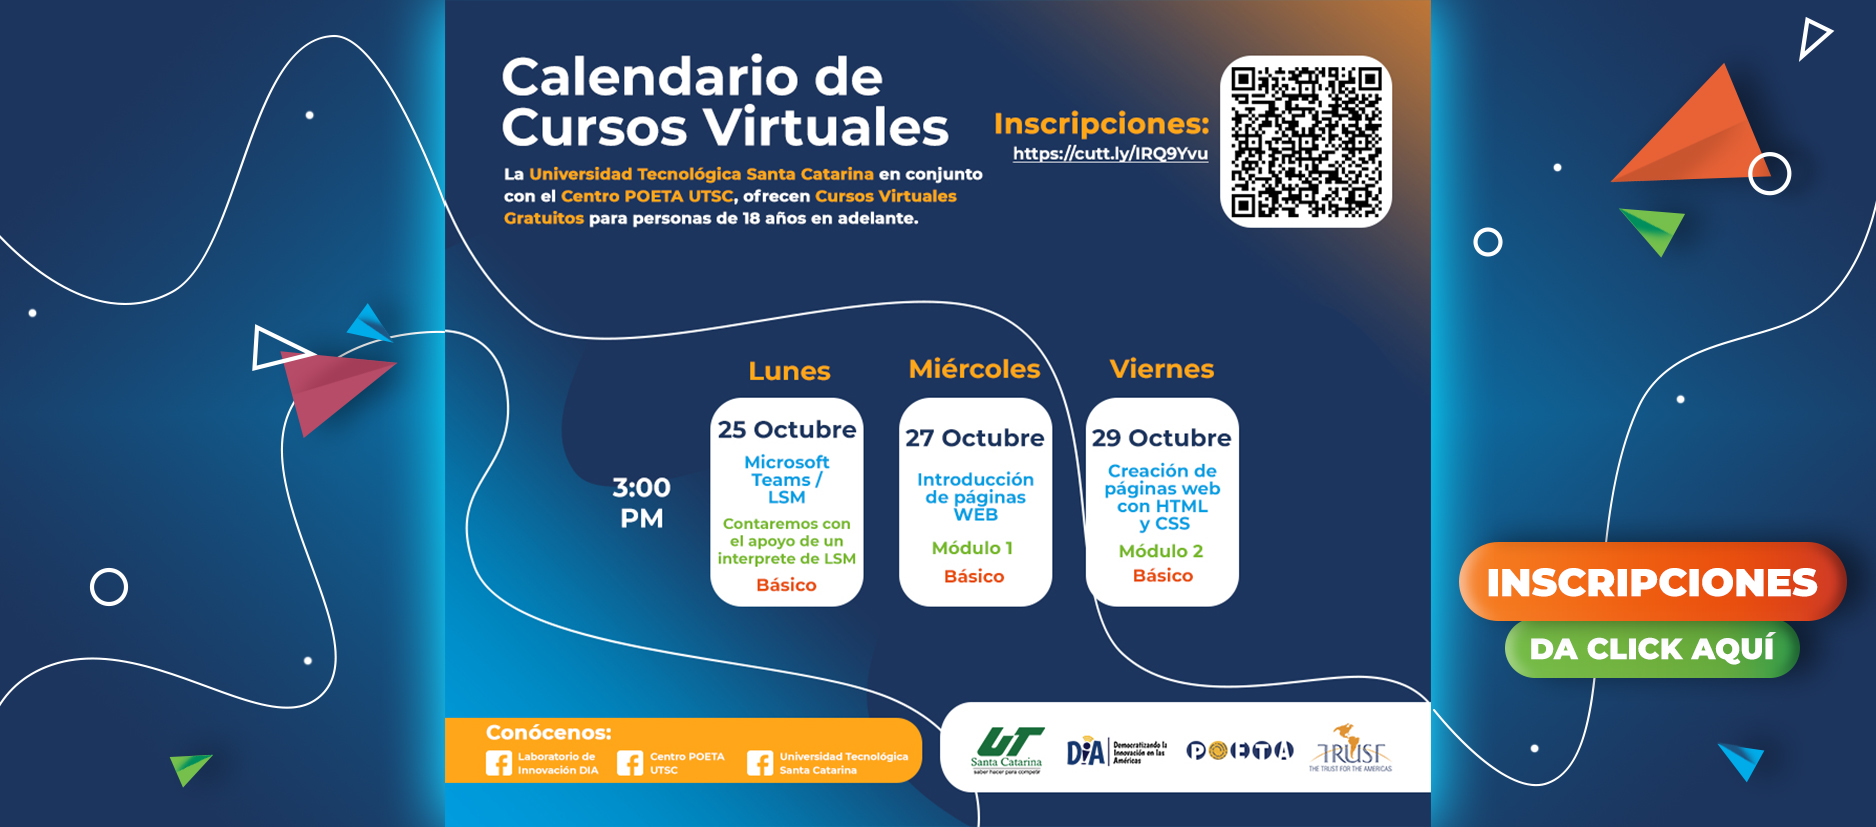 Calendario de
Cursos Virtuales
La Universidad Tecnológica Santa Catarina en conjunto
con el Centro POETA UTSC, ofrecen Cursos Virtuales
Gratuitos para personas de 18 años en adelante.
Inscripciones:
https://cutt.ly/IRQ9Yvu
3:00
PM
Lunes
25 Octubre
Microsoft
Teams /
LSM
Contaremos con
el apoyo de un
interprete de LSM
Básico
Miércoles
27 Octubre
Introducción
de páginas
WEB
Módulo 1
Básico
Viernes
29 Octubre
Creación de
páginas web
con HTML
y CSS
Módulo 2
Básico
INSCRIPCIONES
DA CLICK AQUÍ
Conócenos:
Laboratorio de
Innovación DIA
Centro POETA
UTSC
Universidad Tecnológica
Santa Catarina
UT
Santa Catarina
saber hacer para competir
DiA
Democratizando la
Innovación en las
Américas
POETA
TRUST
THE TRUST FOR THE AMERICAS